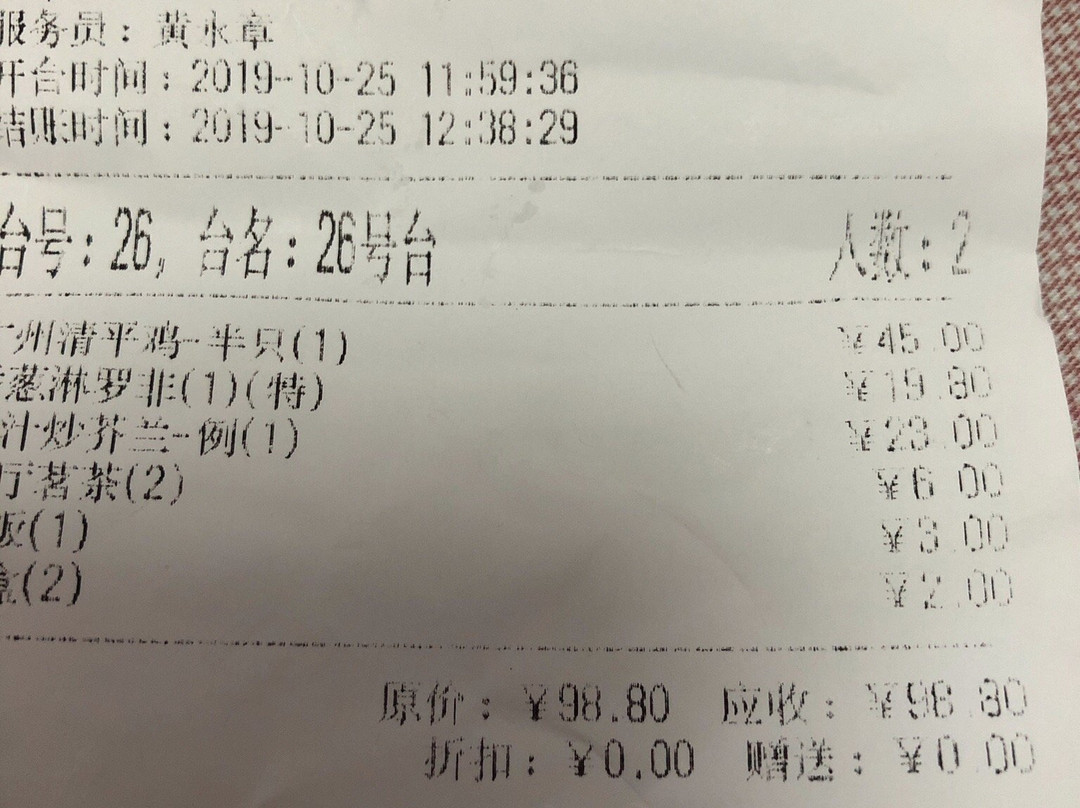 服务员：黄永章
开台时间：2019-10-25 11:59:36
结账时间：2019-10-25 12:38:29
台号：26，台名：26号台 人数：2
广州清平鸡-半只(1) ¥45.00
葱淋罗非(1)(特) ¥19.80
汁炒芥兰-例(1) ¥23.00
厅茗茶(2) ¥6.00
饭(1) ¥3.00
盒(2) ¥2.00
原价：¥98.80 应收：¥98.80
折扣：¥0.00 赠送：¥0.00